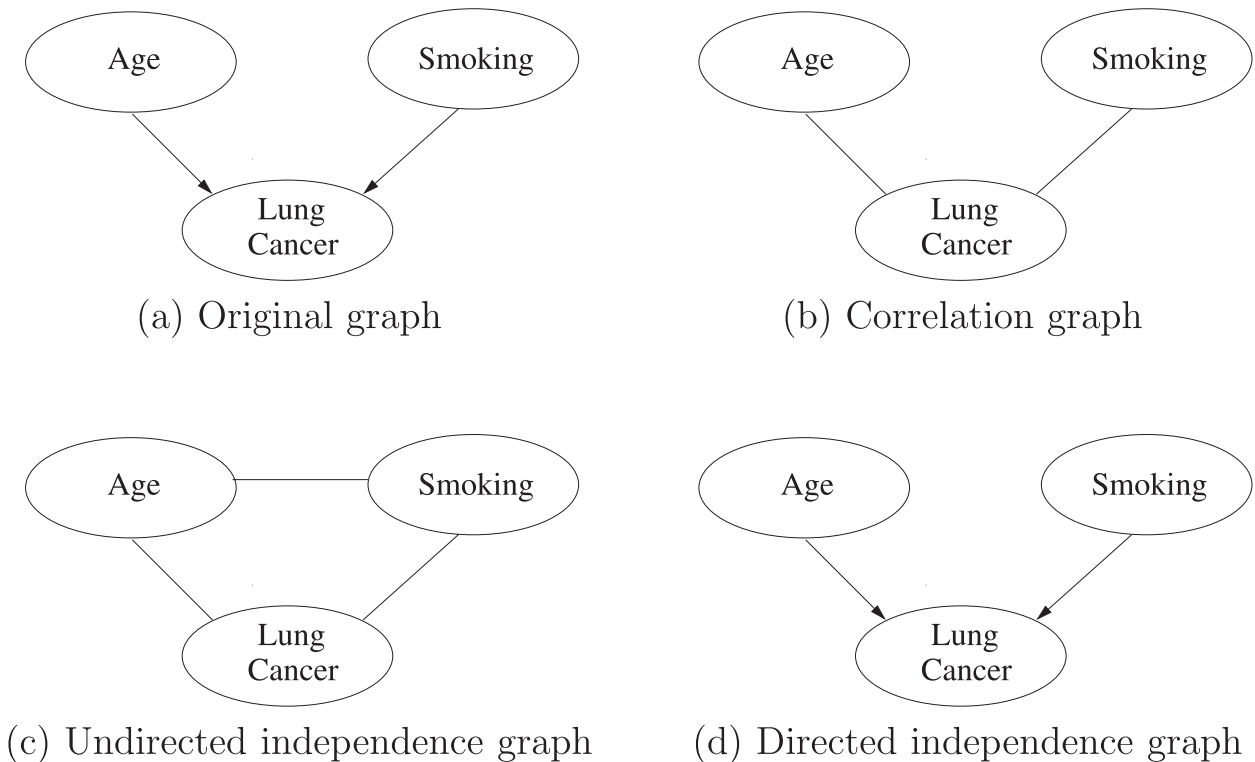 Age
Smoking
Lung
Cancer
(a) Original graph
Age
Smoking
Lung
Cancer
(b) Correlation graph
Age
Smoking
Lung
Cancer
(c) Undirected independence graph
Age
Smoking
Lung
Cancer
(d) Directed independence graph